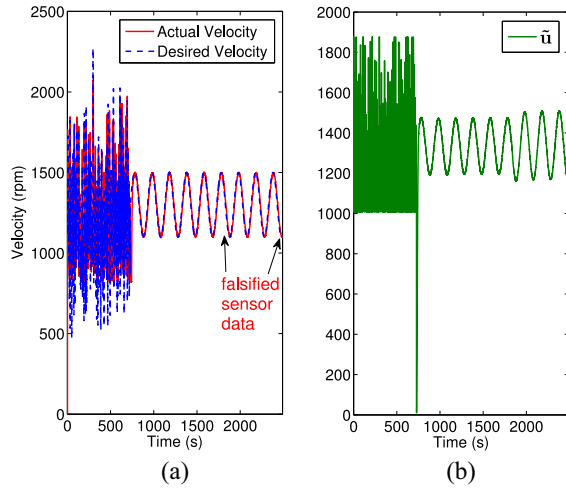 Actual Velocity
Desired Velocity
2500
2000
1500
1000
500
0
Velocity (rpm)
falsified
sensor
data
0 500 1000 1500 2000
Time (s)
(a)
ũ
2000
1800
1600
1400
1200
1000
800
600
400
200
0
0 500 1000 1500 2000
Time (s)
(b)